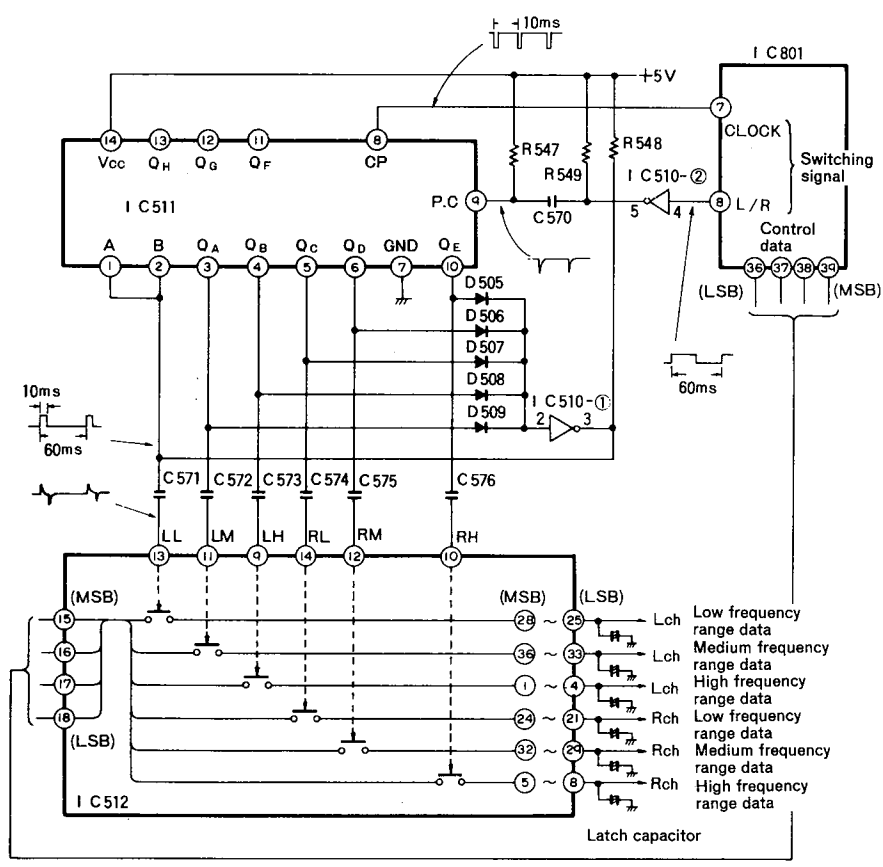 10ms
I C801
+5V
14 13 12 11 8
Vcc QH QG QF CP
7
CLOCK
R547
R548
R549
I C510-②
Switching signal
I C511
P.C 9
C570
5 4
8 L/R
Control data
A B QA QB QC QD GND QE
1 2 3 4 5 6 7 10
36 37 38 39
(LSB) (MSB)
D505
D506
D507
D508
D509
60ms
10ms
60ms
I C510-①
2 3
C571 C572 C573 C574 C575 C576
LL LM LH RL RM RH
13 11 9 14 12 10
(MSB) (MSB) (LSB)
15 28 ~ 25 Lch Low frequency range data
16 36 ~ 33 Lch Medium frequency range data
17 1 ~ 4 Lch High frequency range data
18 24 ~ 21 Rch Low frequency range data
(LSB)
32 ~ 29 Rch Medium frequency range data
5 ~ 8 Rch High frequency range data
I C512
Latch capacitor